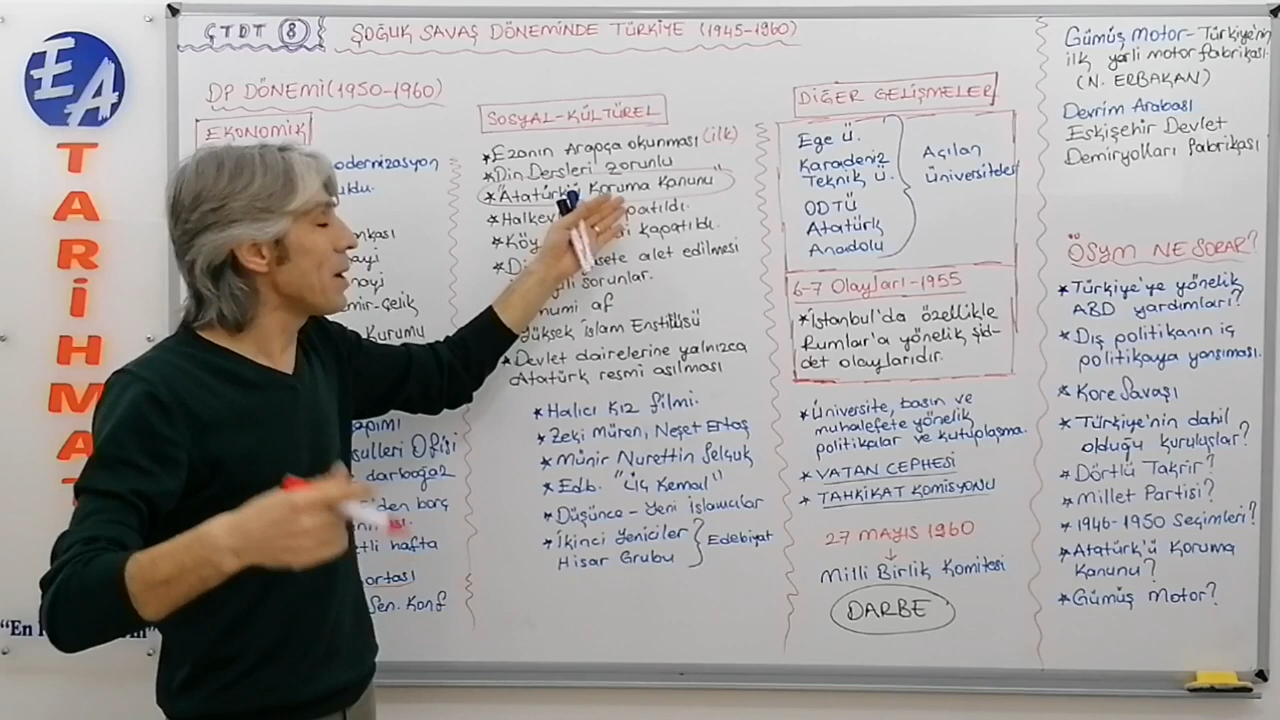 EA
TARİHMA
"En
ÇTDT 8 SOĞUK SAVAŞ DÖNEMİNDE TÜRKİYE (1945-1960)
DP DÖNEMİ (1950-1960)
EKONOMİK
odernizasyon
kuldu.
nkası
ayi
mir-Çelik
Kurumu
apımı
sulleri Ofisi
darboğaz
den borç
tli hafta
ortası
Sen. Konf
SOSYAL-KÜLTÜREL
*Ezanın Arapça okunması (ilk)
*Din Dersleri zorunlu
*"Atatürk'ü Koruma Kanunu"
*Halkev patıldı.
*Köy i kapatıldı.
*Di sete alet edilmesi
ili sorunlar.
umi af
Yüksek İslam Enstitüsü
*Devlet dairelerine yalnızca
Atatürk resmi asılması
*Halıcı Kız filmi.
*Zeki Müren, Neşet Ertaş
*Münir Nurettin Selçuk
*Edb. "Üç Kemal"
*Düşünce - Yeni İslamcılar
*İkinci Yeniciler
Hisar Grubu } Edebiyat
DİĞER GELİŞMELER
Ege Ü.
Karadeniz
Teknik Ü.
ODTÜ
Atatürk
Anadolu
Açılan
Üniversiteler
6-7 Olayları-1955
*İstanbul'da özellikle
Rumlar'a yönelik şid-
det olaylarıdır.
*Üniversite, basın ve
muhalefete yönelik
politikalar ve kutuplaşma.
* VATAN CEPHESİ
* TAHKİKAT KOMİSYONU
27 MAYIS 1960
↓
Milli Birlik Komitesi
DARBE
Gümüş Motor- Türkiye'nin
ilk yerli motor fabrikası.
(N. ERBAKAN)
Devrim Arabası
Eskişehir Devlet
Demiryolları Fabrikası
ÖSYM NE SORAR?
*Türkiye'ye yönelik
ABD yardımları?
*Dış politikanın iç
politikaya yansıması.
*Kore Savaşı
*Türkiye'nin dahil
olduğu kuruluşlar?
*Dörtlü Takrir?
*Millet Partisi?
*1946-1950 Seçimleri?
*Atatürk'ü Koruma
Kanunu?
*Gümüş Motor?